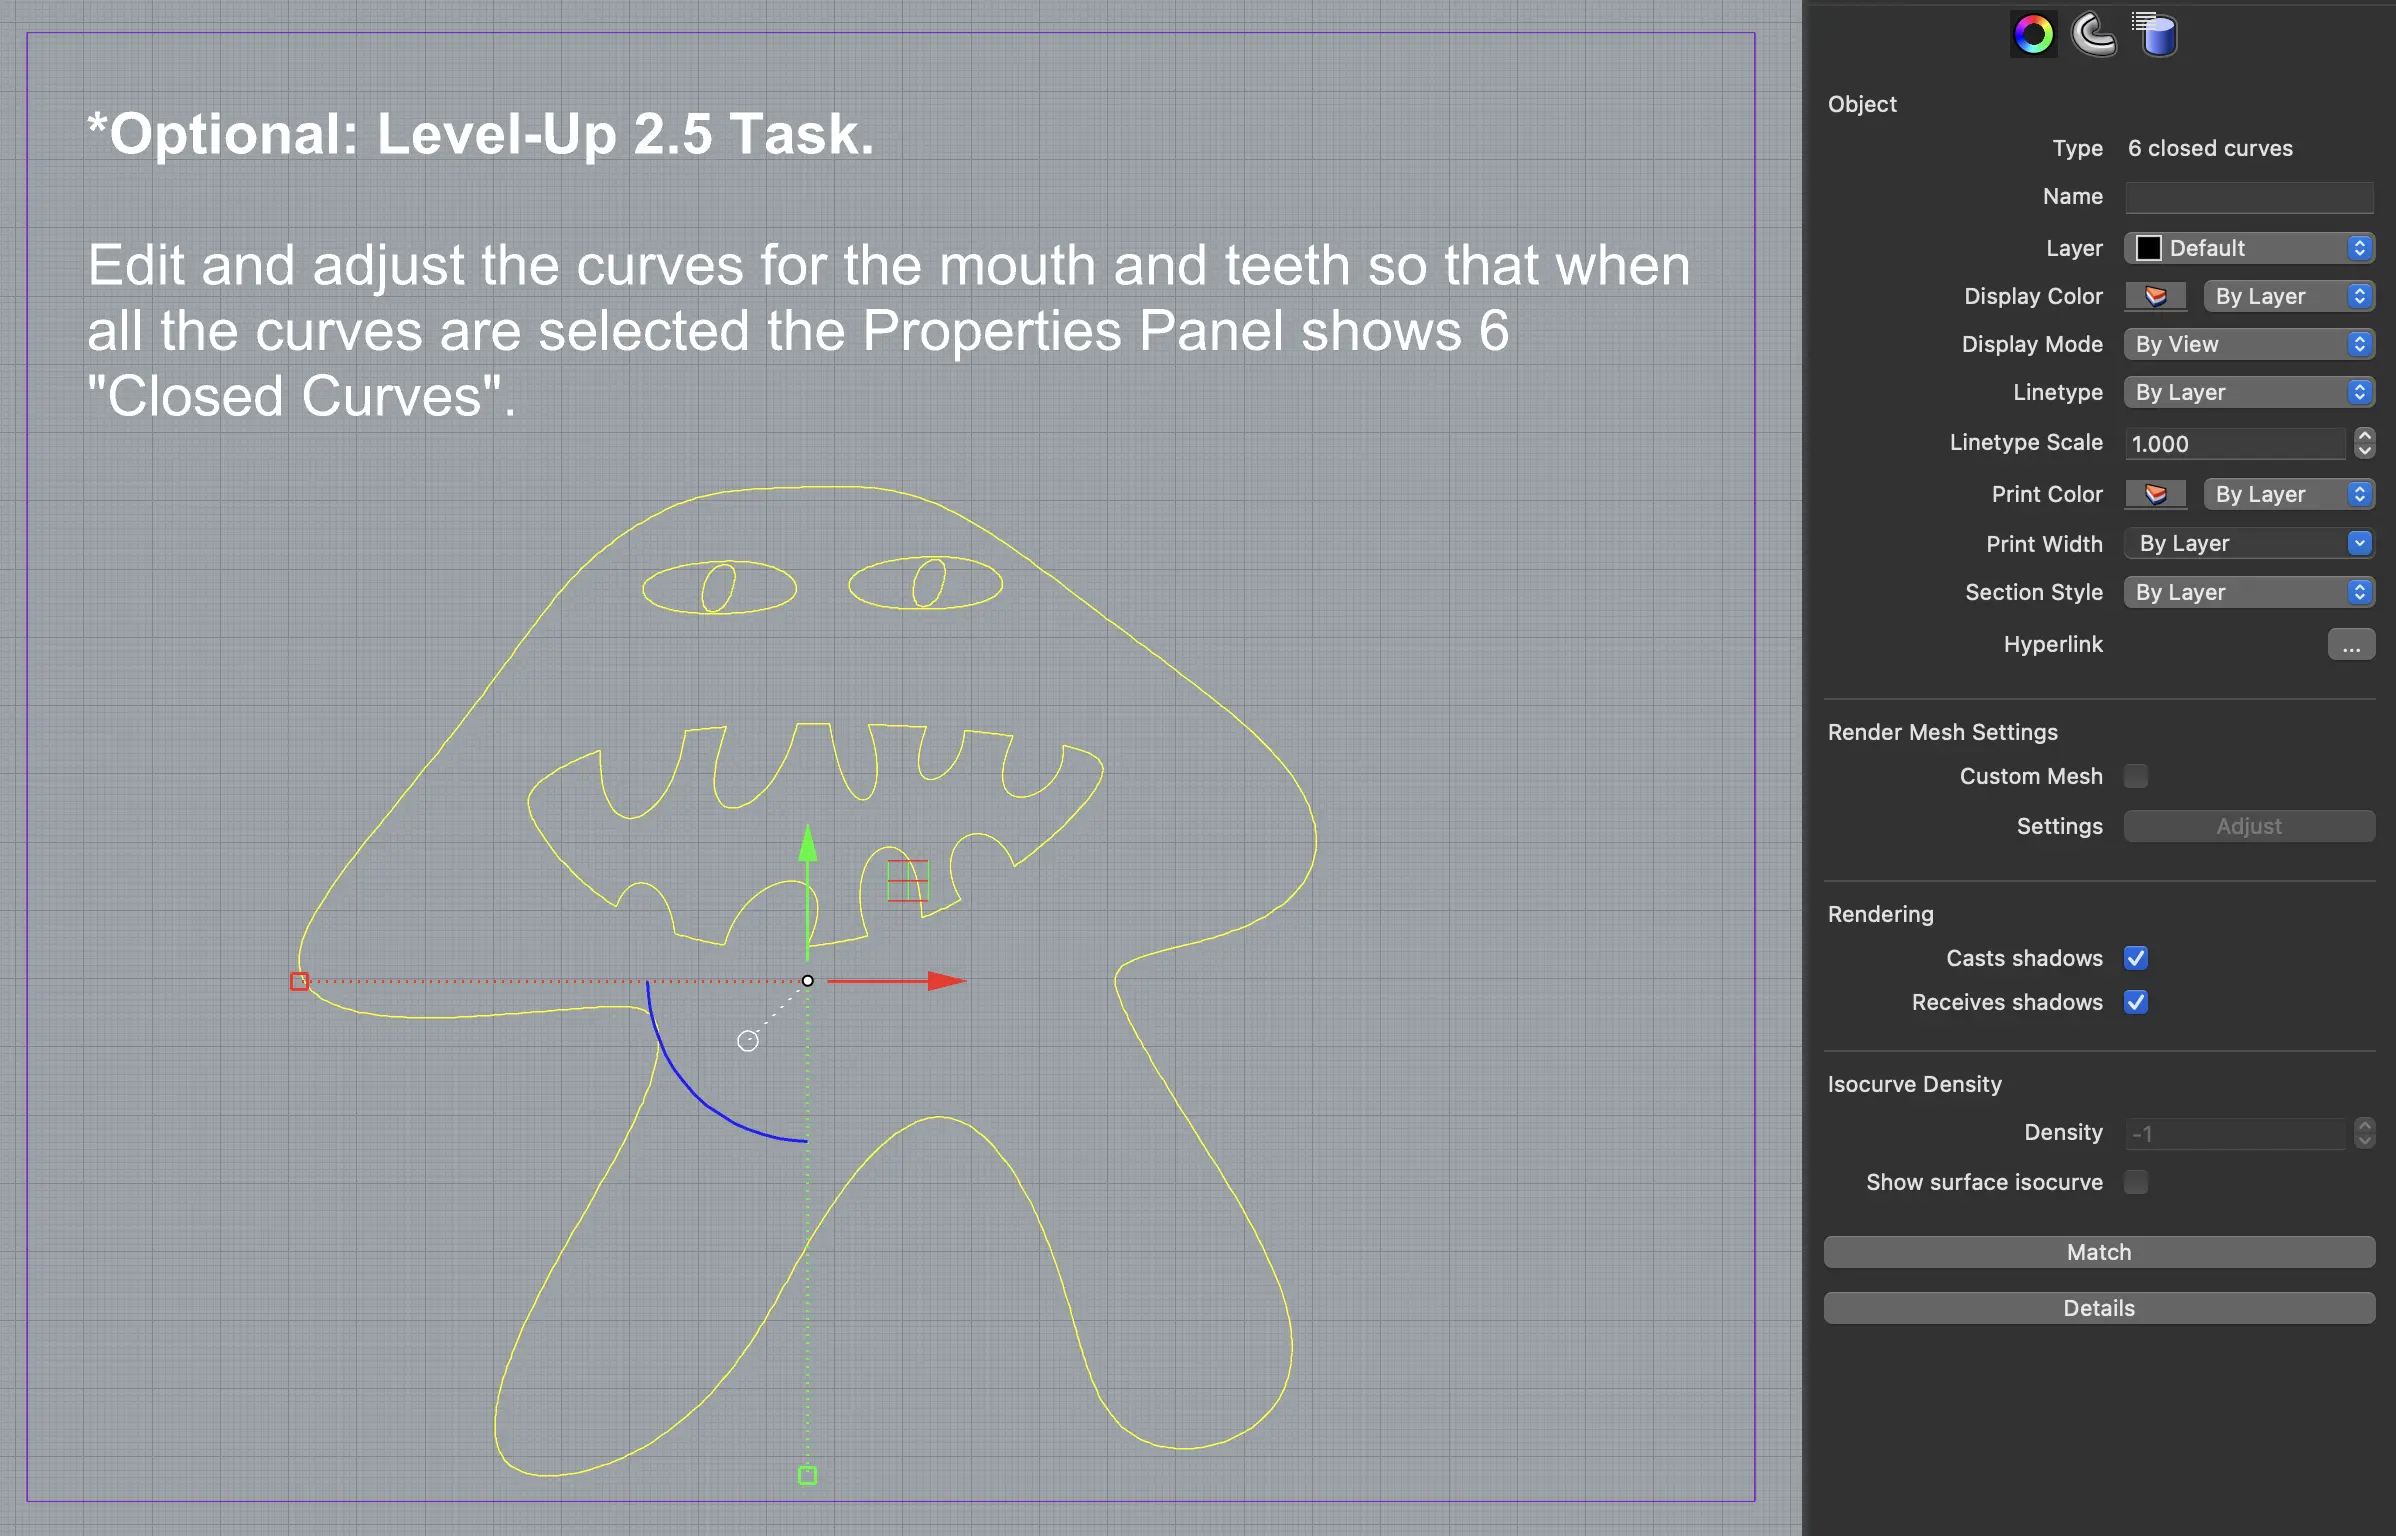 *Optional: Level-Up 2.5 Task.
Edit and adjust the curves for the mouth and teeth so that when
all the curves are selected the Properties Panel shows 6
"Closed Curves".
Object
Type 6 closed curves
Name
Layer Default
Display Color By Layer
Display Mode By View
Linetype By Layer
Linetype Scale 1.000
Print Color By Layer
Print Width By Layer
Section Style By Layer
Hyperlink ...
Render Mesh Settings
Custom Mesh
Settings Adjust
Rendering
Casts shadows
Receives shadows
Isocurve Density
Density -1
Show surface isocurve
Match
Details